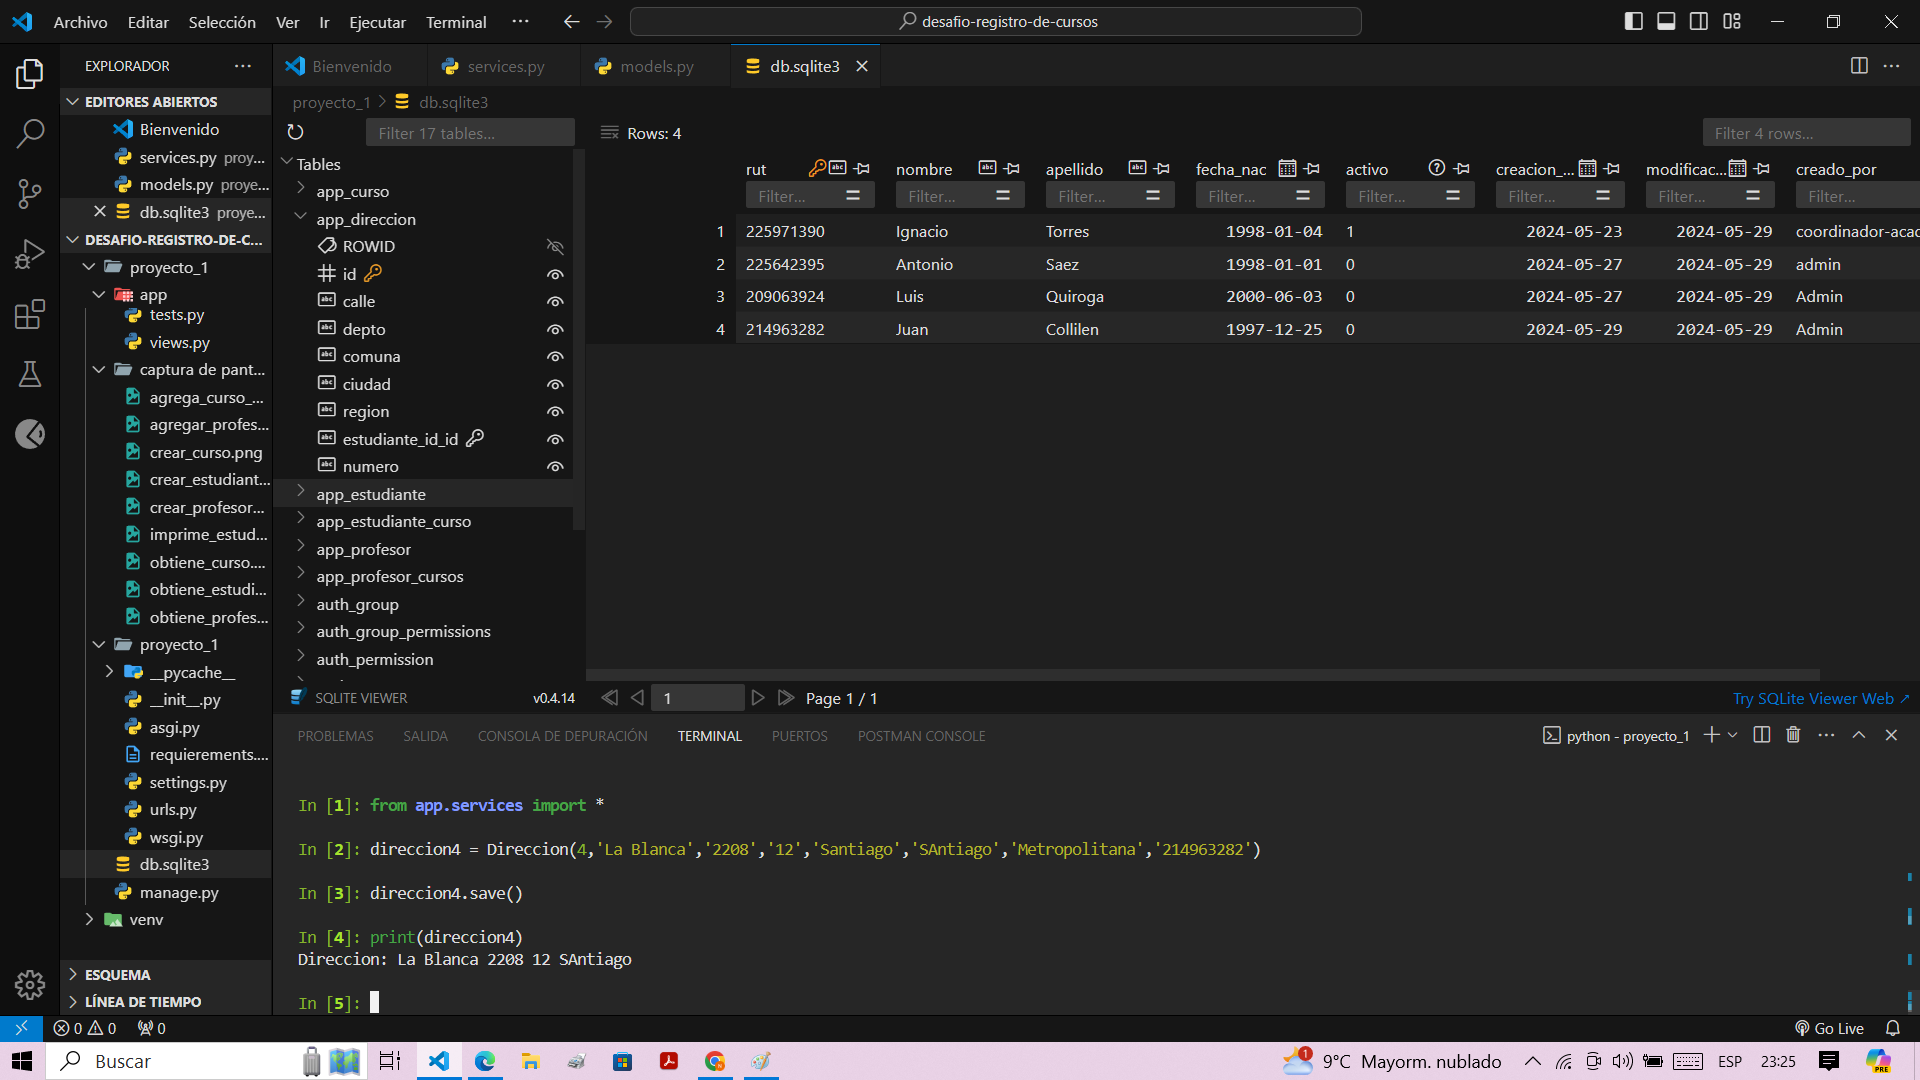 Archivo Editar Selección Ver Ir Ejecutar Terminal ··· desafio-registro-de-cursos
EXPLORADOR ···
EDITORES ABIERTOS
Bienvenido
services.py proy...
models.py proye...
db.sqlite3 proye...
DESAFIO-REGISTRO-DE-C...
proyecto_1
app
tests.py
views.py
captura de pant...
agrega_curso_...
agregar_profes...
crear_curso.png
crear_estudiant...
crear_profesor...
imprime_estud...
obtiene_curso....
obtiene_estudi...
obtiene_profes...
proyecto_1
__pycache__
__init__.py
asgi.py
requierements....
settings.py
urls.py
wsgi.py
db.sqlite3
manage.py
venv
ESQUEMA
LÍNEA DE TIEMPO
Bienvenido services.py models.py db.sqlite3
proyecto_1 > db.sqlite3
Filter 17 tables...
Tables
app_curso
app_direccion
ROWID
id
calle
depto
comuna
ciudad
region
estudiante_id_id
numero
app_estudiante
app_estudiante_curso
app_profesor
app_profesor_cursos
auth_group
auth_group_permissions
auth_permission
SQLITE VIEWER v0.4.14
Rows: 4 Filter 4 rows...
rut nombre apellido fecha_nac activo creacion_... modificac... creado_por
Filter... Filter... Filter... Filter... Filter... Filter... Filter... Filter...
1 225971390 Ignacio Torres 1998-01-04 1 2024-05-23 2024-05-29 coordinador-acad
2 225642395 Antonio Saez 1998-01-01 0 2024-05-27 2024-05-29 admin
3 209063924 Luis Quiroga 2000-06-03 0 2024-05-27 2024-05-29 Admin
4 214963282 Juan Collilen 1997-12-25 0 2024-05-29 2024-05-29 Admin
1 Page 1 / 1 Try SQLite Viewer Web ↗
PROBLEMAS SALIDA CONSOLA DE DEPURACIÓN TERMINAL PUERTOS POSTMAN CONSOLE python - proyecto_1
In [1]: from app.services import *
In [2]: direccion4 = Direccion(4,'La Blanca','2208','12','Santiago','SAntiago','Metropolitana','214963282')
In [3]: direccion4.save()
In [4]: print(direccion4)
Direccion: La Blanca 2208 12 SAntiago
In [5]:
0 0 0 Go Live
Buscar 1 9°C Mayorm. nublado ESP 23:25 PRE